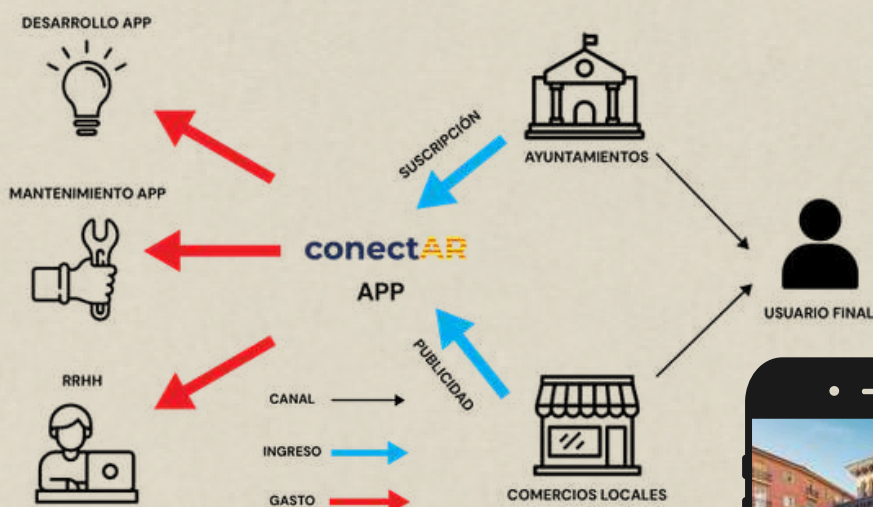 DESARROLLO APP
MANTENIMIENTO APP
RRHH
SUSCRIPCIÓN
conectAR
APP
PUBLICIDAD
AYUNTAMIENTOS
USUARIO FINAL
COMERCIOS LOCALES
CANAL
INGRESO
GASTO